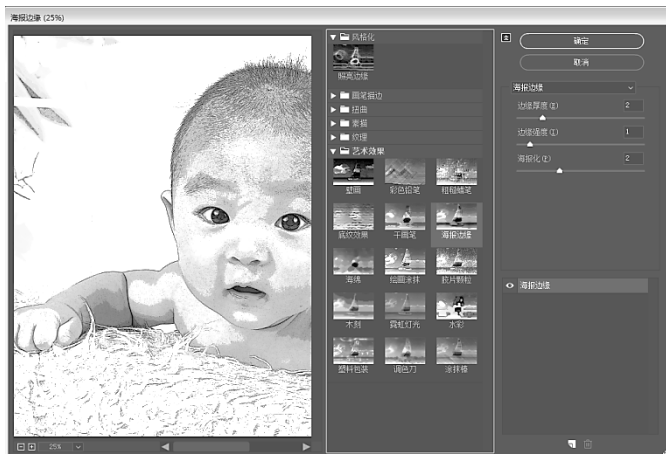 海报边缘 (25%)
风格化
照亮边缘
画笔描边
扭曲
素描
纹理
艺术效果
壁画
彩色铅笔
粗糙蜡笔
底纹效果
干画笔
海报边缘
海绵
绘画涂抹
胶片颗粒
木刻
霓虹灯光
水彩
塑料包装
调色刀
涂抹棒
25%
确定
取消
海报边缘
边缘厚度(E) 2
边缘强度(I) 1
海报化(P) 2
海报边缘